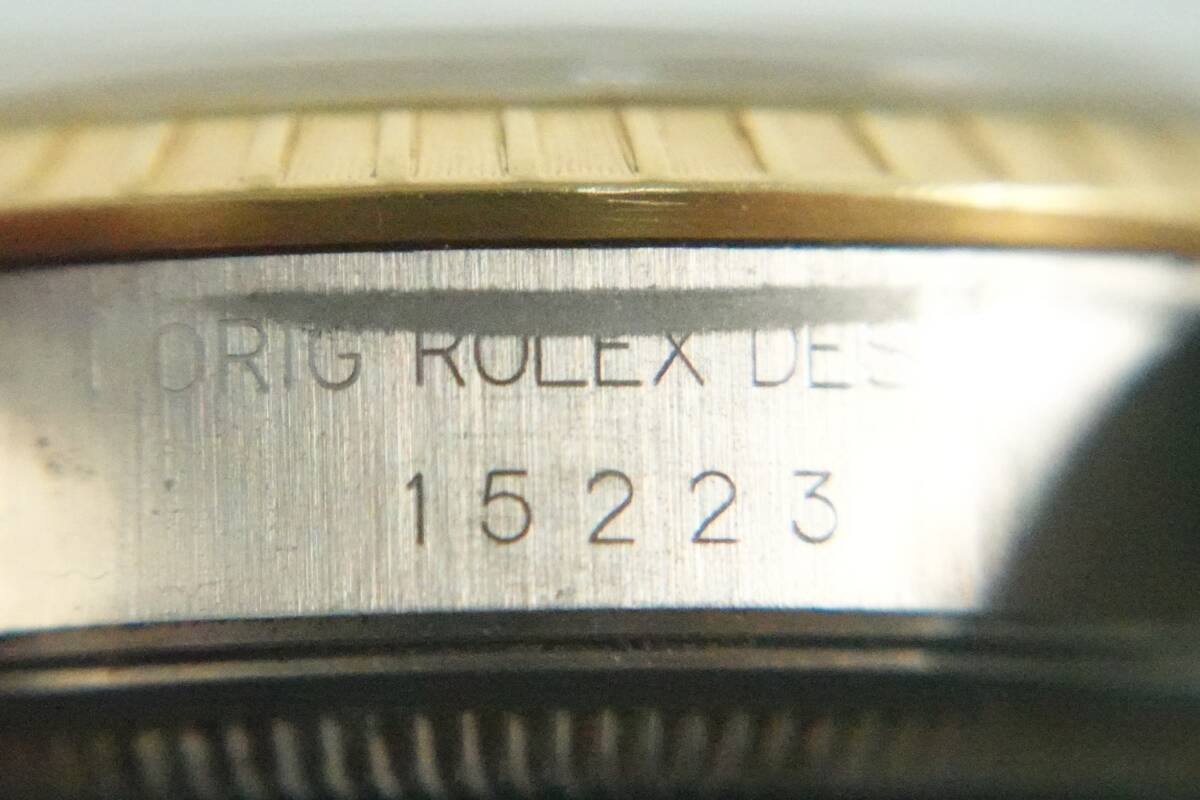 ORIG ROLEX DES
15223